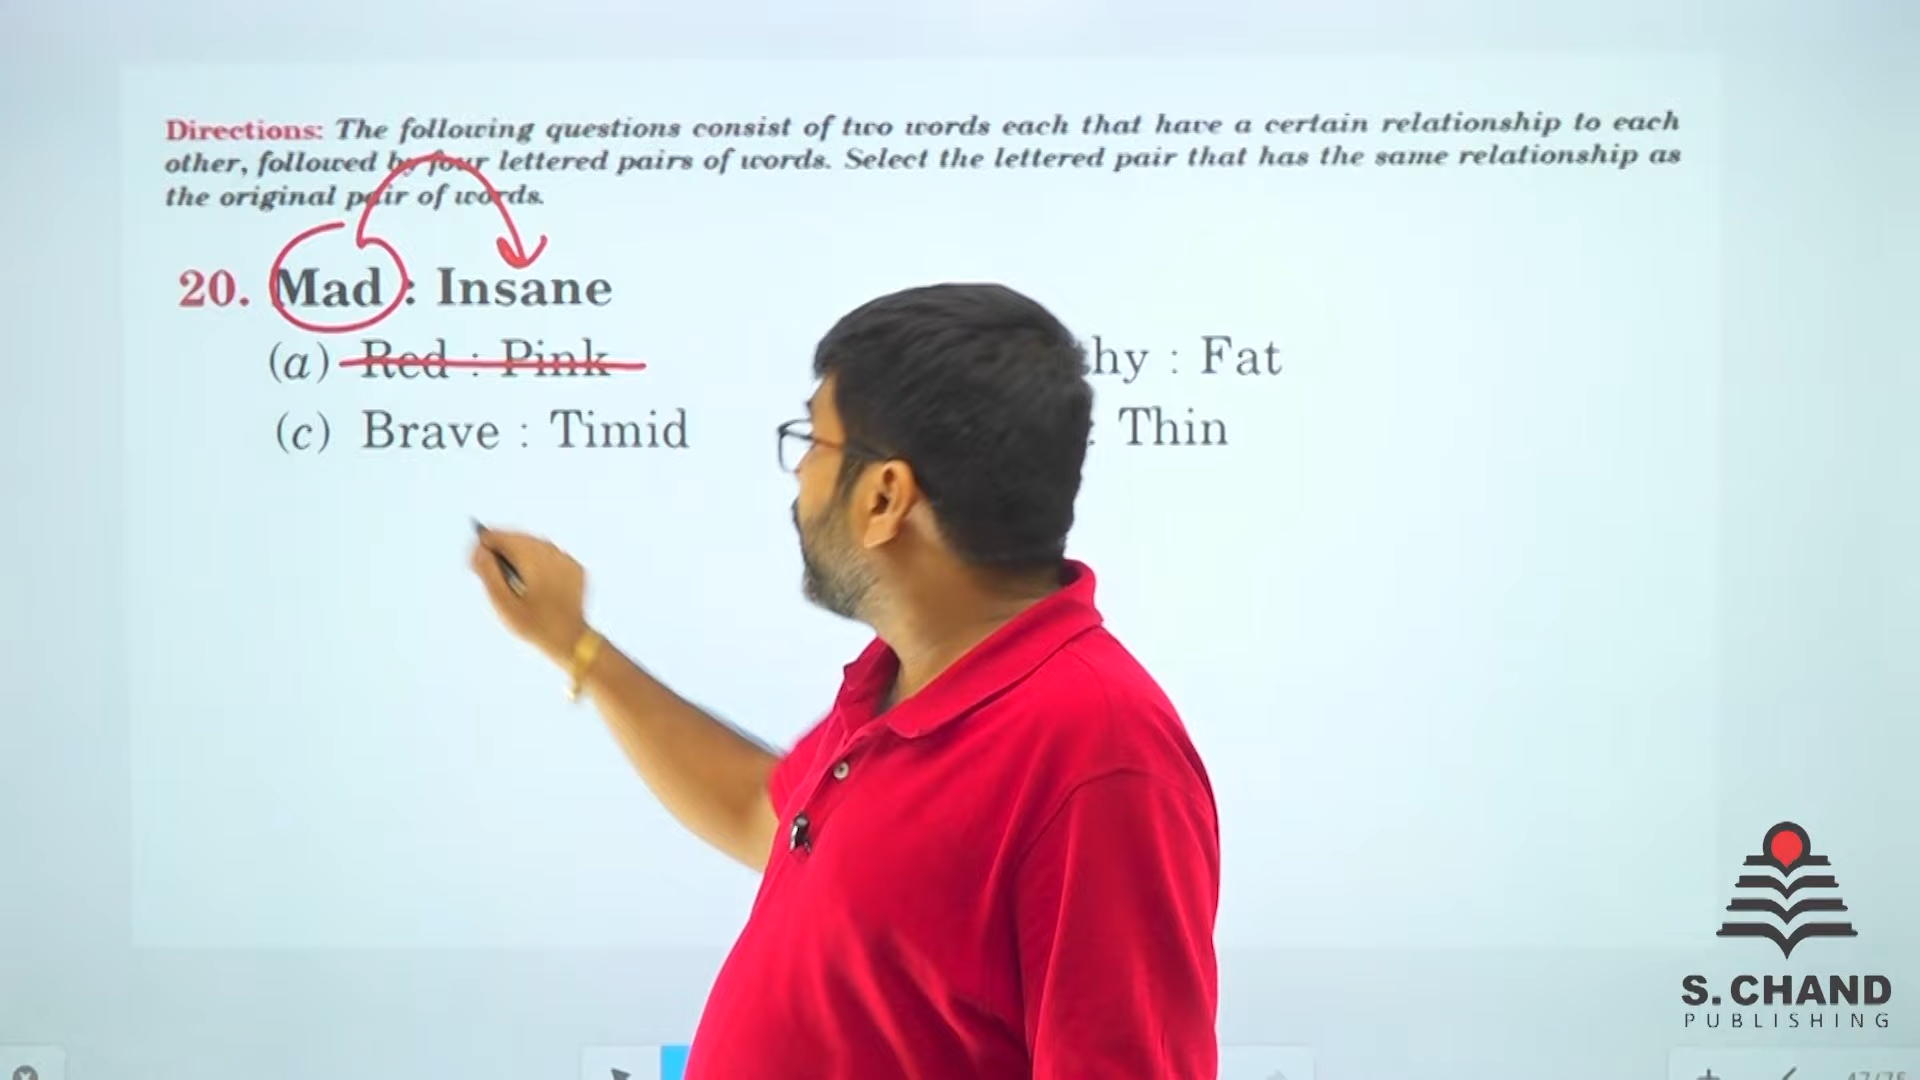 Directions: The following questions consist of two words each that have a certain relationship to each
other, followed by four lettered pairs of words. Select the lettered pair that has the same relationship as
the original pair of words.
20. Mad : Insane
(a) Red : Pink : Fat
(c) Brave : Timid : Thin
S. CHAND
PUBLISHING